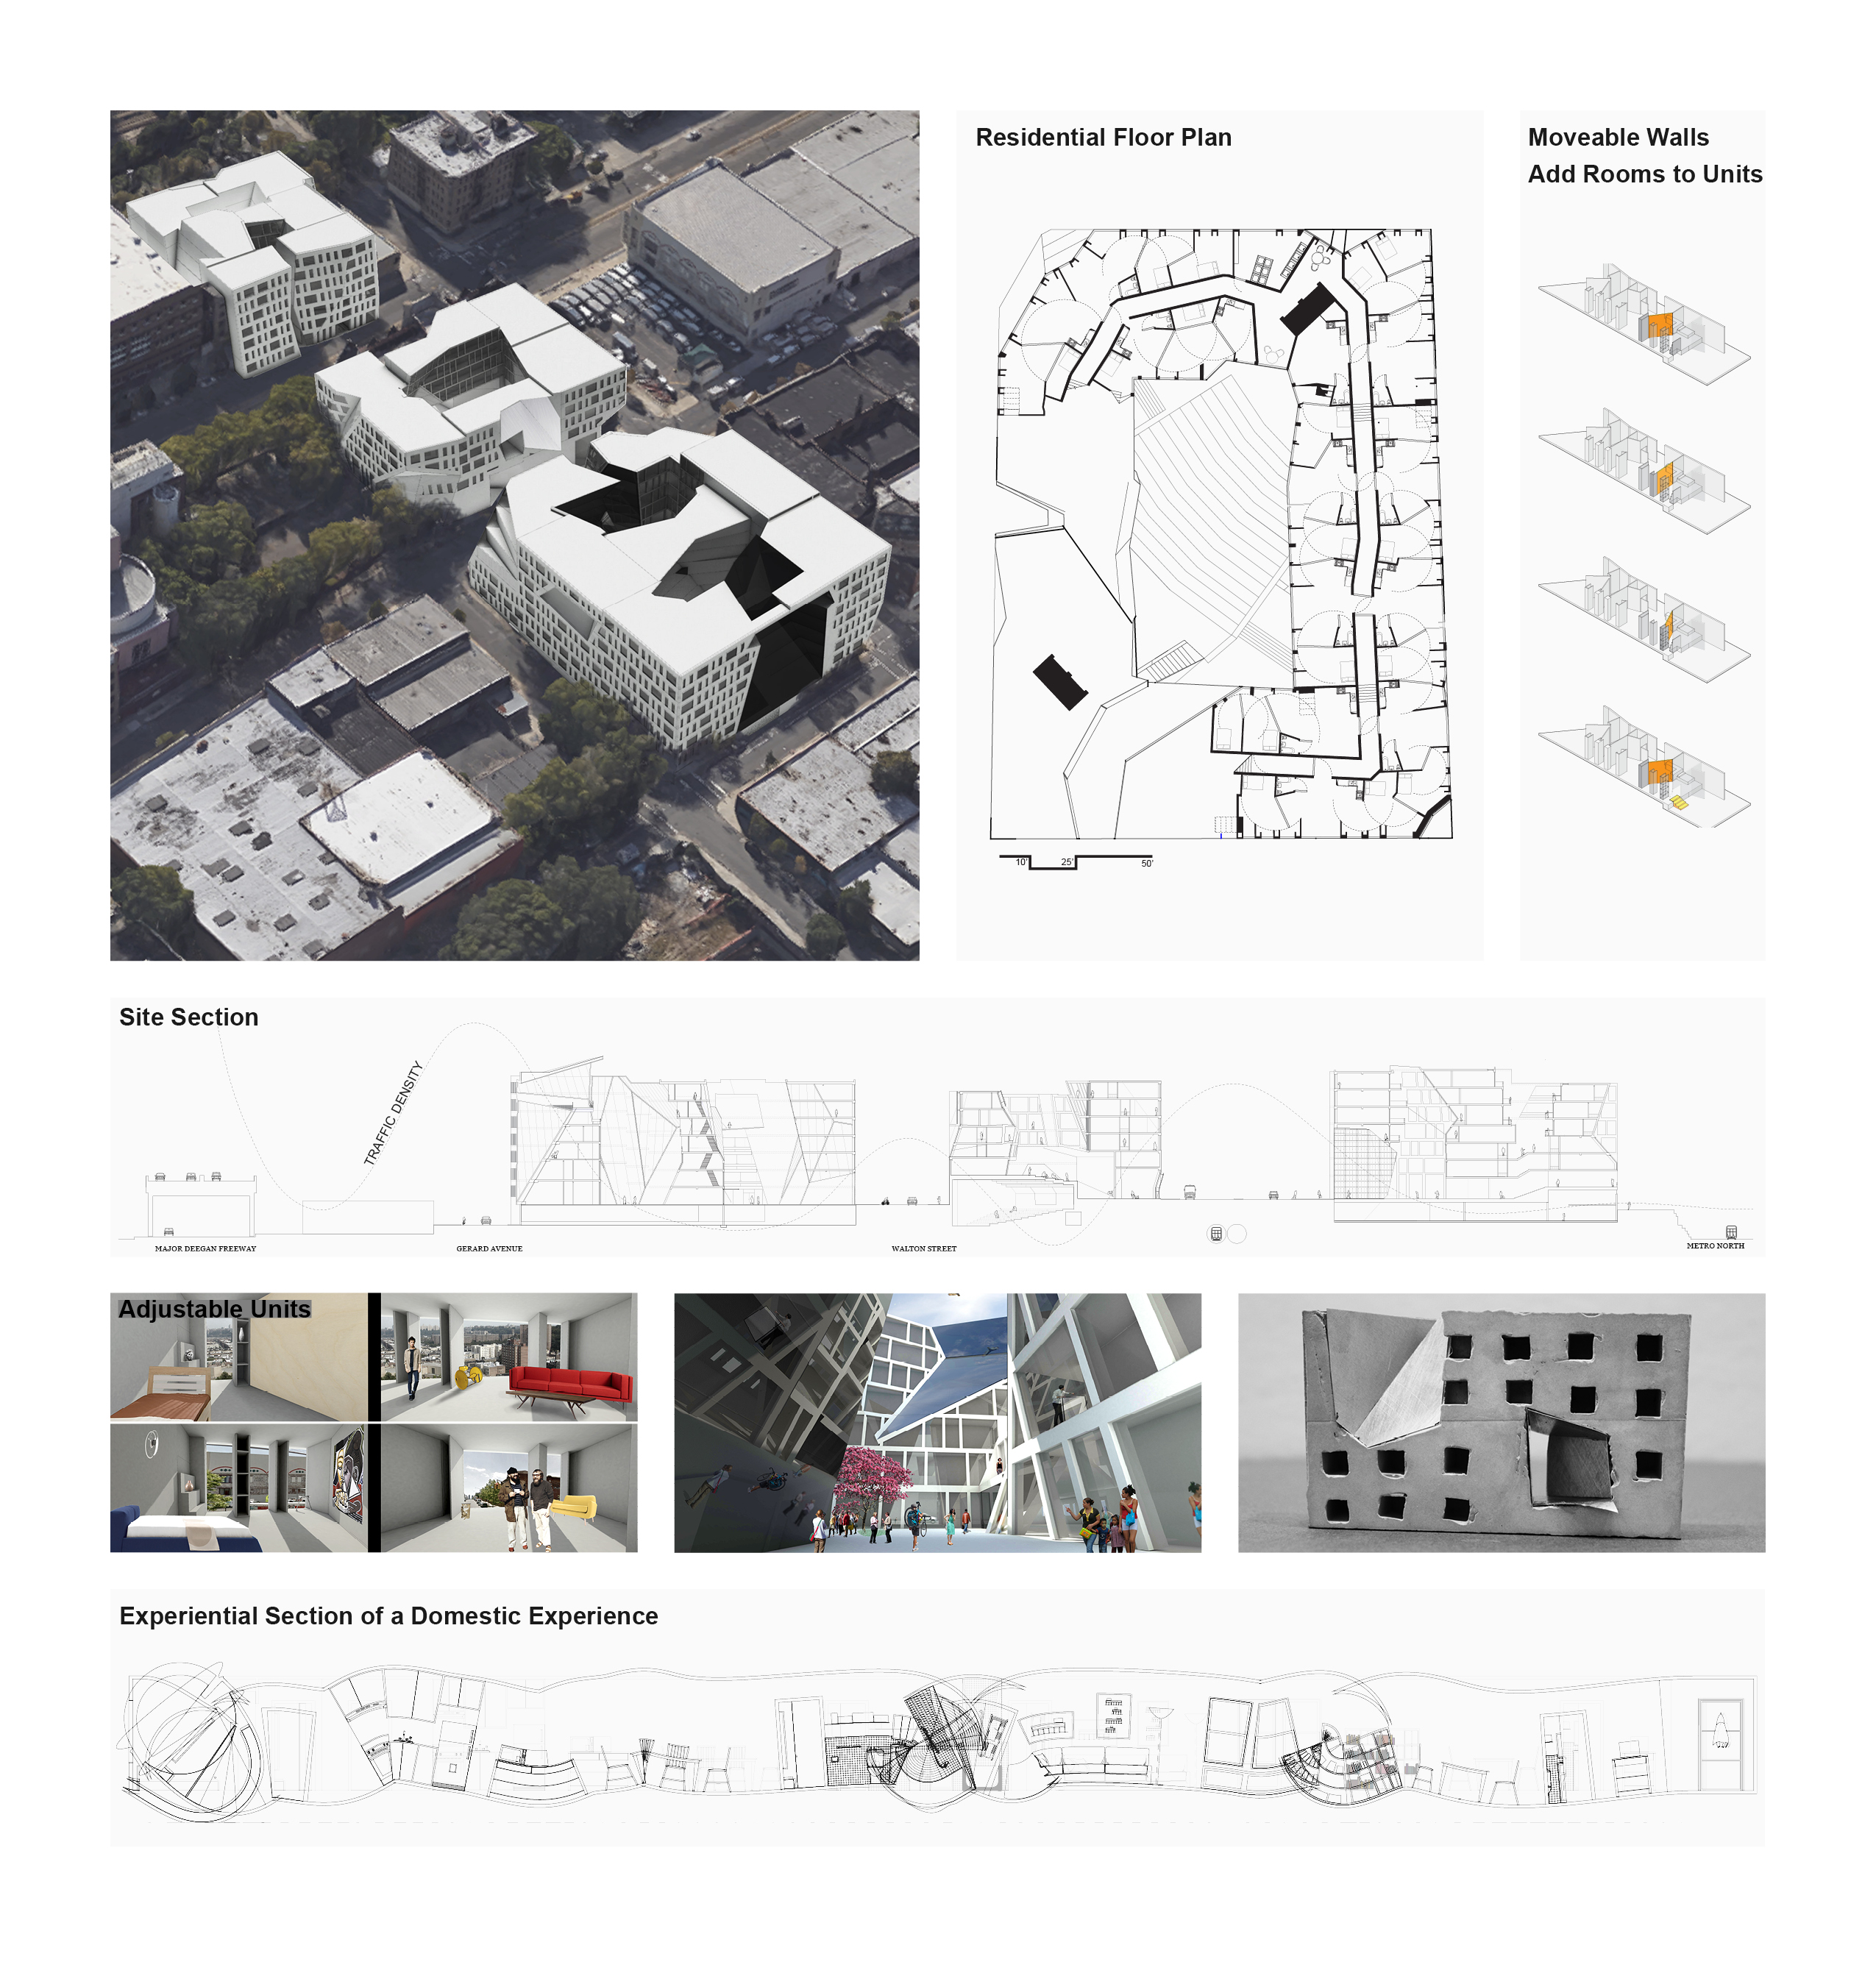 Residential Floor Plan
Moveable Walls
Add Rooms to Units
10' 25' 50'
Site Section
TRAFFIC DENSITY
MAJOR DEEGAN FREEWAY
GERARD AVENUE
WALTON STREET
METRO NORTH
Adjustable Units
Experiential Section of a Domestic Experience